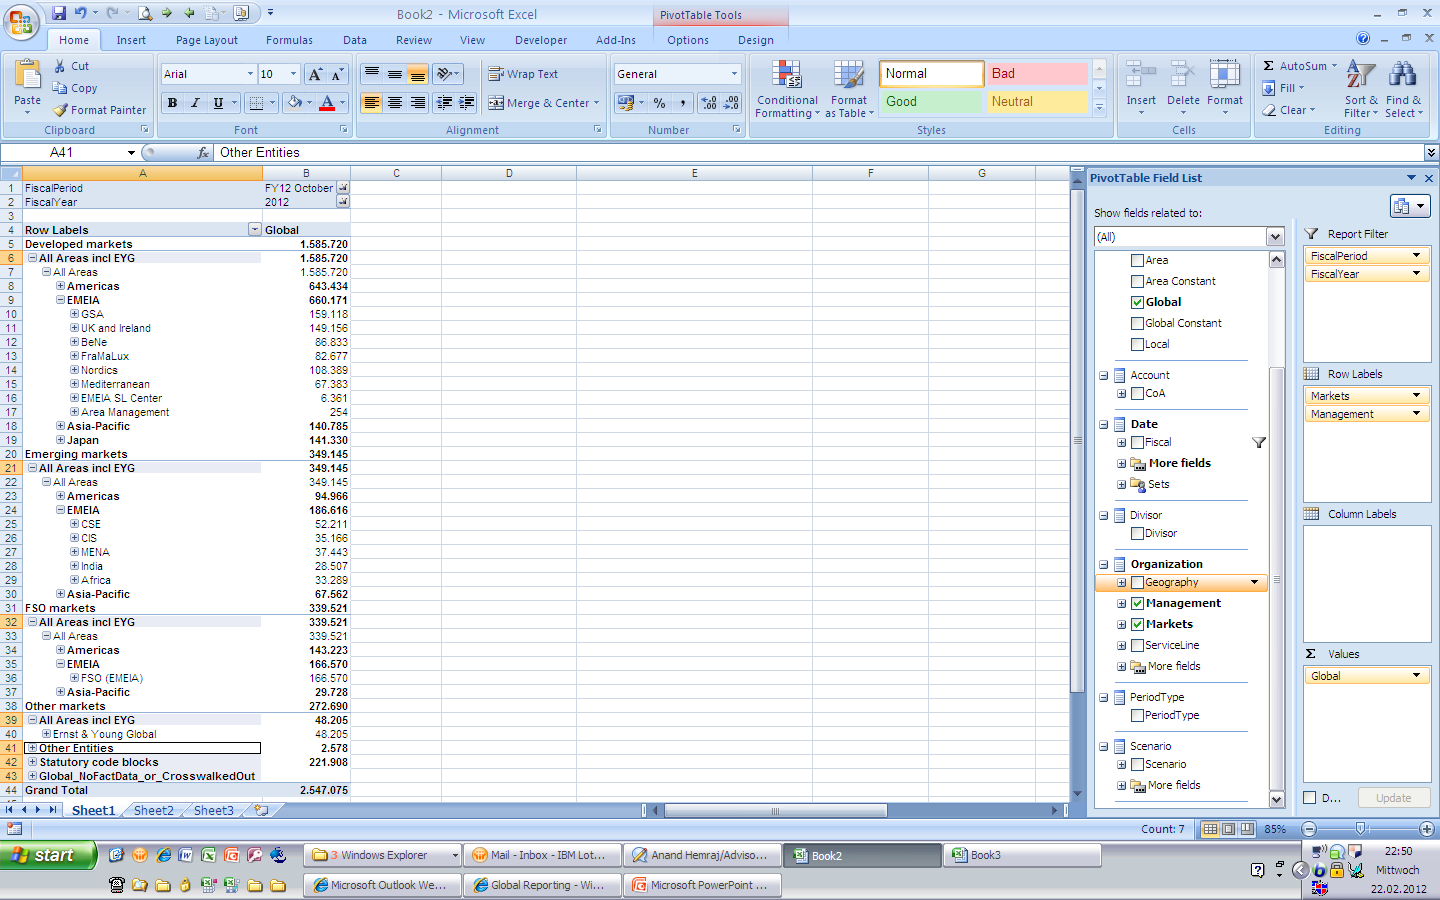 Book2 - Microsoft Excel
PivotTable Tools
Home Insert Page Layout Formulas Data Review View Developer Add-Ins Options Design
Paste
Cut
Copy
Format Painter
Clipboard
Arial 10
B I U
Font
Wrap Text
Merge & Center
Alignment
General
%
Number
Conditional Formatting
Format as Table
Normal Bad
Good Neutral
Styles
Insert Delete Format
Cells
AutoSum
Fill
Clear
Sort & Filter
Find & Select
Editing
A41 fx Other Entities
A B C D E F G
1 FiscalPeriod FY12 October
2 FiscalYear 2012
3
4 Row Labels Global
5 Developed markets 1.585.720
6 All Areas incl EYG 1.585.720
7 All Areas 1.585.720
8 Americas 643.434
9 EMEIA 660.171
10 GSA 159.118
11 UK and Ireland 149.156
12 BeNe 86.833
13 FraMaLux 82.677
14 Nordics 108.389
15 Mediterranean 67.383
16 EMEIA SL Center 6.361
17 Area Management 254
18 Asia-Pacific 140.785
19 Japan 141.330
20 Emerging markets 349.145
21 All Areas incl EYG 349.145
22 All Areas 349.145
23 Americas 94.966
24 EMEIA 186.616
25 CSE 52.211
26 CIS 35.166
27 MENA 37.443
28 India 28.507
29 Africa 33.289
30 Asia-Pacific 67.562
31 FSO markets 339.521
32 All Areas incl EYG 339.521
33 All Areas 339.521
34 Americas 143.223
35 EMEIA 166.570
36 FSO (EMEIA) 166.570
37 Asia-Pacific 29.728
38 Other markets 272.690
39 All Areas incl EYG 48.205
40 Ernst & Young Global 48.205
41 Other Entities 2.578
42 Statutory code blocks 221.908
43 Global_NoFactData_or_CrosswalkedOut
44 Grand Total 2.547.075
Sheet1 Sheet2 Sheet3
PivotTable Field List
Show fields related to:
(All)
Area
Area Constant
Global
Global Constant
Local
Account
CoA
Date
Fiscal
More fields
Sets
Divisor
Divisor
Organization
Geography
Management
Markets
ServiceLine
More fields
PeriodType
PeriodType
Scenario
Scenario
More fields
Report Filter
FiscalPeriod
FiscalYear
Row Labels
Markets
Management
Column Labels
Σ Values
Global
D... Update
Count: 7 85%
start
3 Windows Explorer
Mail - Inbox - IBM Lot...
Anand Hemraj/Adviso...
Book2
Book3
Microsoft Outlook We...
Global Reporting - Wi...
Microsoft PowerPoint ...
22:50
Mittwoch
22.02.2012